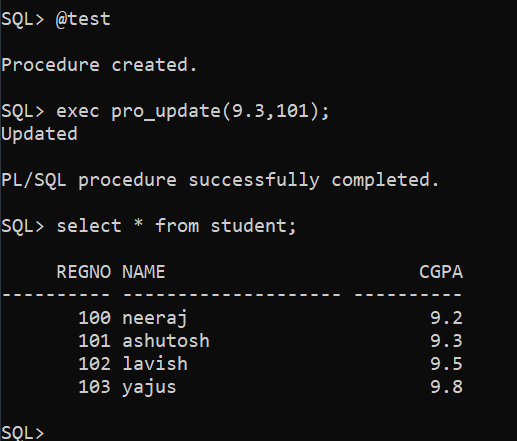 SQL> @test
Procedure created.
SQL> exec pro_update(9.3,101);
Updated
PL/SQL procedure successfully completed.
SQL> select * from student;
     REGNO NAME                       CGPA
---------- -------------------- ----------
       100 neeraj                      9.2
       101 ashutosh                    9.3
       102 lavish                      9.5
       103 yajus                       9.8
SQL>